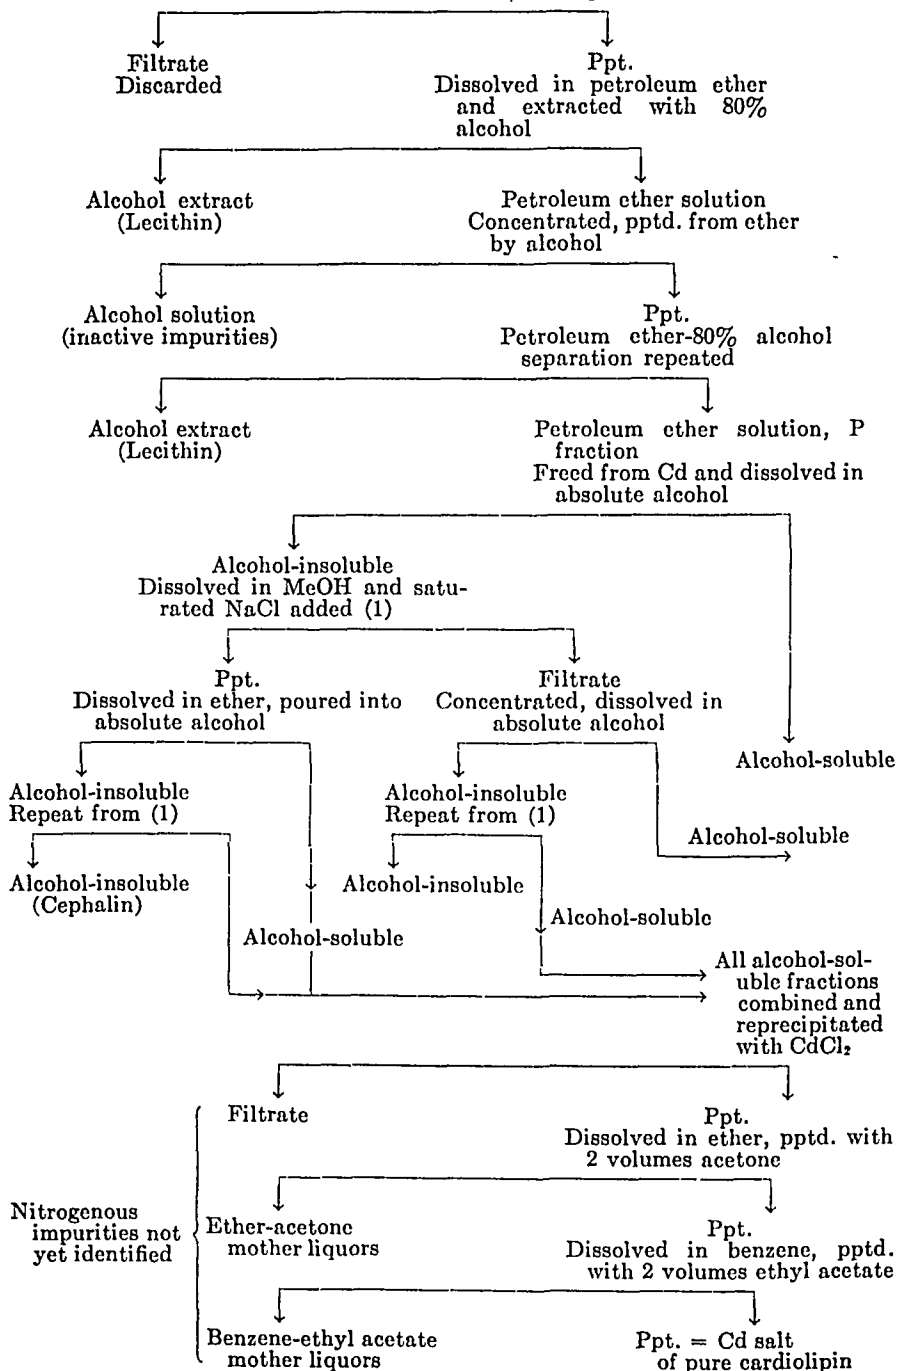 Filtrate
Discarded
Ppt.
Dissolved in petroleum ether
and extracted with 80%
alcohol
Alcohol extract
(Lecithin)
Petroleum ether solution
Concentrated, pptd. from ether
by alcohol
Alcohol solution
(inactive impurities)
Ppt.
Petroleum ether-80% alcohol
separation repeated
Alcohol extract
(Lecithin)
Petroleum ether solution, P
fraction
Freed from Cd and dissolved in
absolute alcohol
Alcohol-insoluble
Dissolved in MeOH and satu-
rated NaCl added (1)
Ppt.
Dissolved in ether, poured into
absolute alcohol
Filtrate
Concentrated, dissolved in
absolute alcohol
Alcohol-soluble
Alcohol-insoluble
Repeat from (1)
Alcohol-insoluble
Repeat from (1)
Alcohol-soluble
Alcohol-insoluble
(Cephalin)
Alcohol-insoluble
Alcohol-soluble
Alcohol-soluble
All alcohol-sol-
uble fractions
combined and
reprecipitated
with CdCl₂
Filtrate
Ppt.
Dissolved in ether, pptd. with
2 volumes acetone
Nitrogenous
impurities not
yet identified
Ether-acetone
mother liquors
Ppt.
Dissolved in benzene, pptd.
with 2 volumes ethyl acetate
Benzene-ethyl acetate
mother liquors
Ppt. = Cd salt
of pure cardiolipin